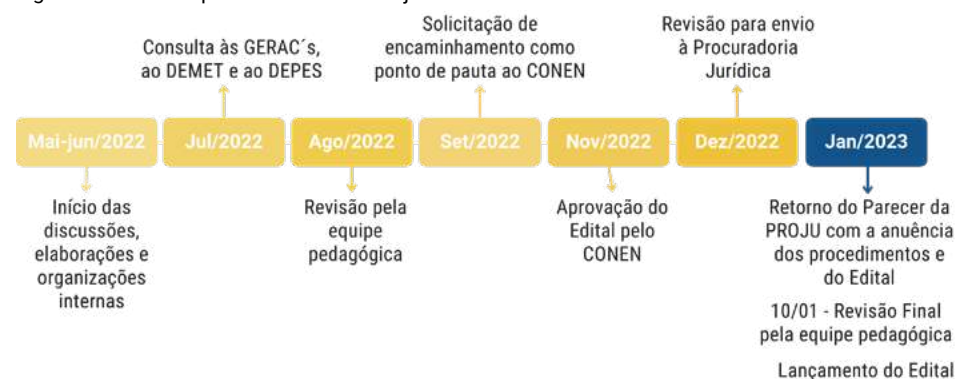 Solicitação de
encaminhamento como
ponto de pauta ao CONEN
Revisão para envio
à Procuradoria
Jurídica
Consulta às GERAC´s,
ao DEMET e ao DEPES
Mai-jun/2022
Jul/2022
Ago/2022
Set/2022
Nov/2022
Dez/2022
Jan/2023
Início das
discussões,
elaborações e
organizações
internas
Revisão pela
equipe
pedagógica
Aprovação do
Edital pelo
CONEN
Retorno do Parecer da
PROJU com a anuência
dos procedimentos e
do Edital
10/01 - Revisão Final
pela equipe pedagógica
Lançamento do Edital